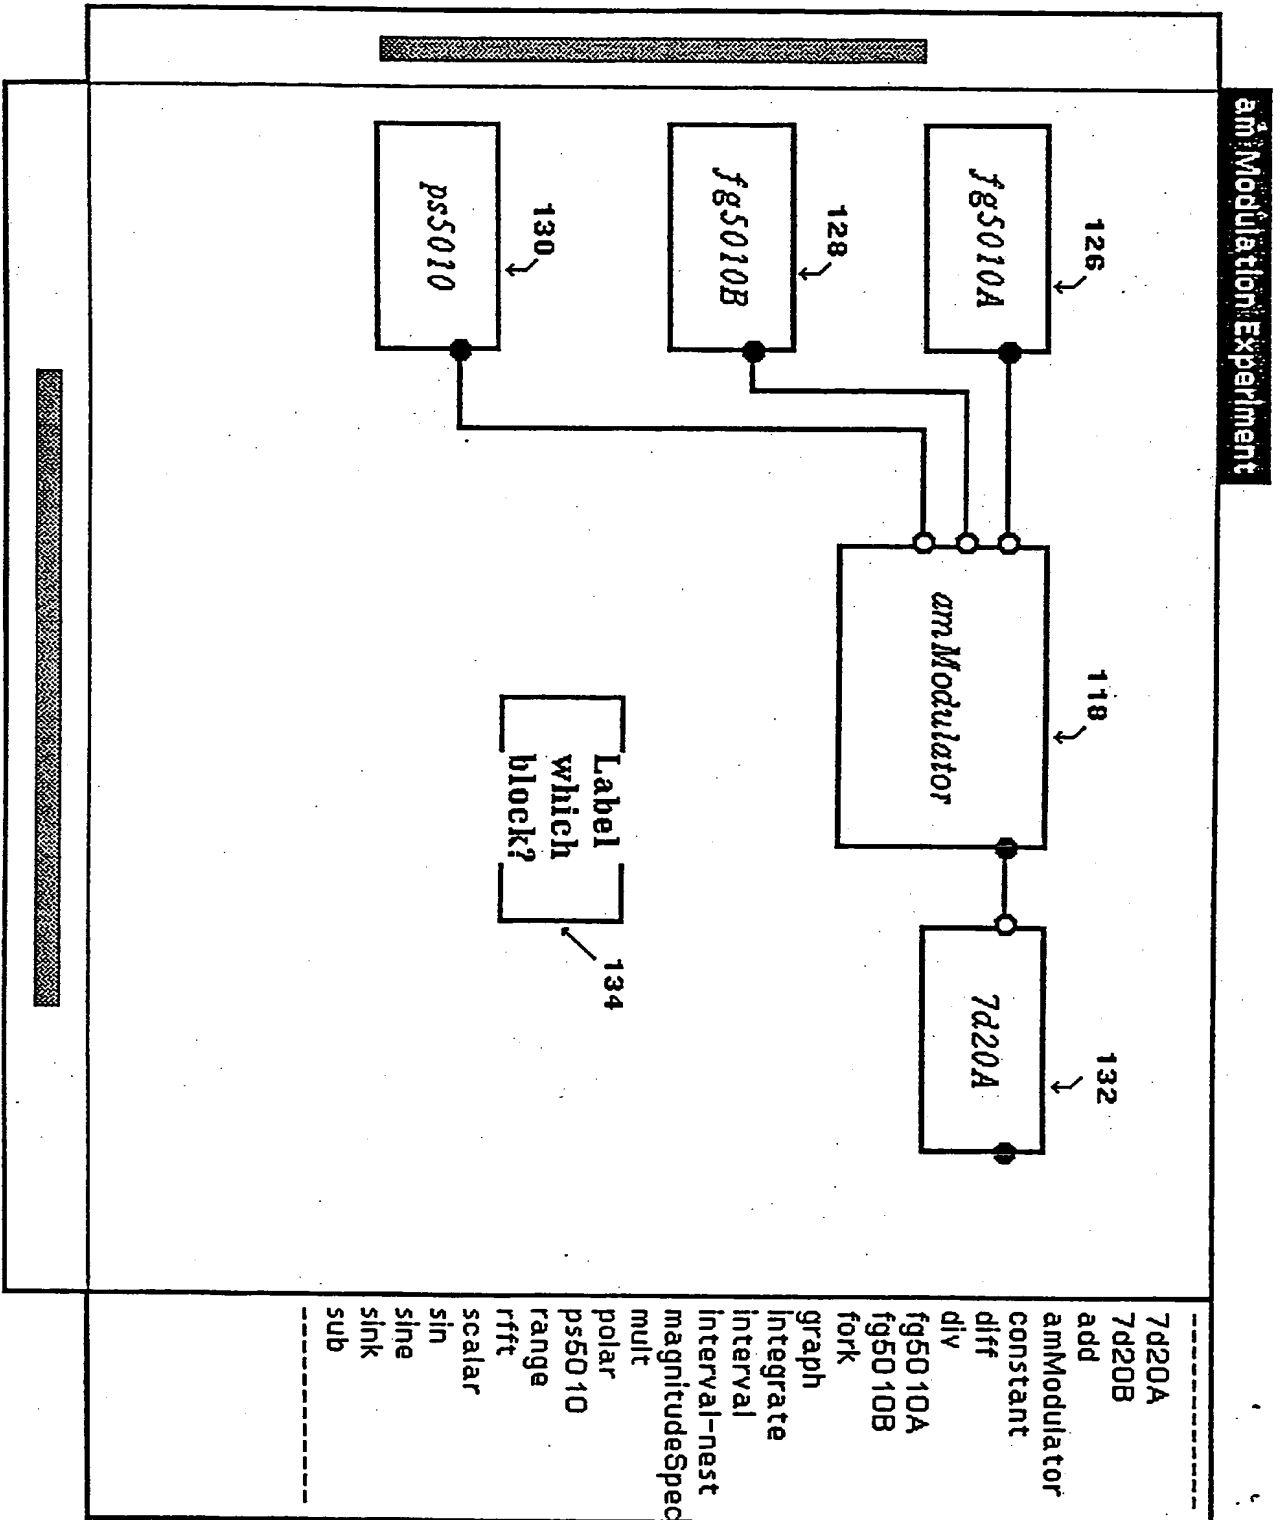 am Modulation Experiment
126
fg5010A
128
fg5010B
130
ps5010
118
amModulator
132
7d20A
Label
which
block?
134
------------
7d20A
7d20B
add
amModulator
constant
diff
div
fg5010A
fg5010B
fork
graph
integrate
interval
interval-nest
magnitudeSpec
mult
polar
ps5010
range
rfft
scalar
sin
sine
sink
sub
------------